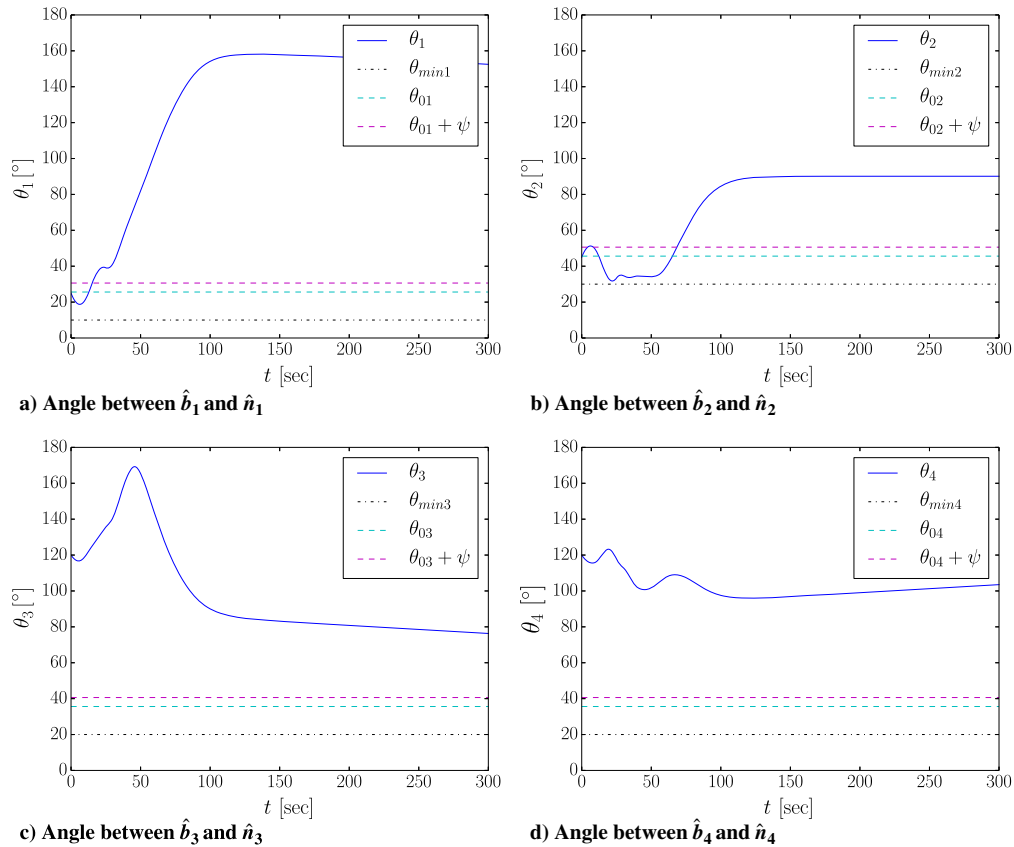 180
160
140
120
100
80
60
40
20
0
θ₁ [°]
0 50 100 150 200 250 300
t [sec]
θ₁
θₘᵢₙ₁
θ₀₁
θ₀₁ + ψ
a) Angle between b̂₁ and n̂₁
180
160
140
120
100
80
60
40
20
0
θ₂ [°]
0 50 100 150 200 250 300
t [sec]
θ₂
θₘᵢₙ₂
θ₀₂
θ₀₂ + ψ
b) Angle between b̂₂ and n̂₂
180
160
140
120
100
80
60
40
20
0
θ₃ [°]
0 50 100 150 200 250 300
t [sec]
θ₃
θₘᵢₙ₃
θ₀₃
θ₀₃ + ψ
c) Angle between b̂₃ and n̂₃
180
160
140
120
100
80
60
40
20
0
θ₄ [°]
0 50 100 150 200 250 300
t [sec]
θ₄
θₘᵢₙ₄
θ₀₄
θ₀₄ + ψ
d) Angle between b̂₄ and n̂₄